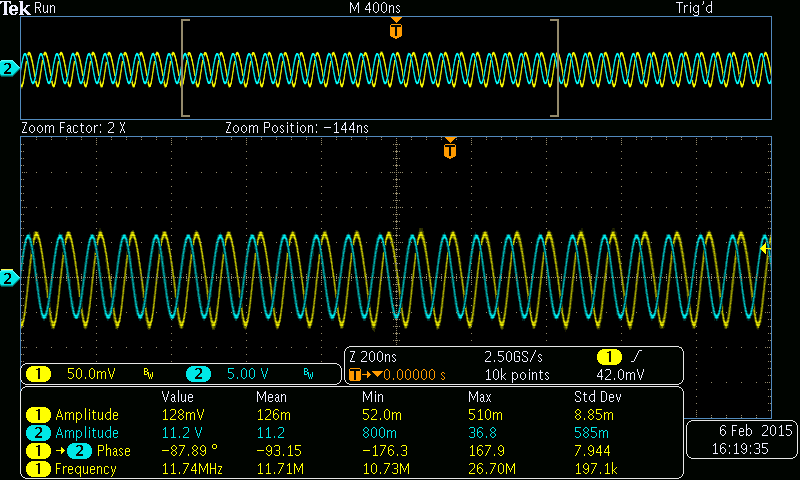 Tek Run M 400ns Trig'd
T
2
Zoom Factor: 2 X Zoom Position: −144ns
T
2
1 50.0mV BW 2 5.00 V BW
Z 200ns 2.50GS/s 1
T→▼0.00000 s 10k points 42.0mV
Value Mean Min Max Std Dev
1 Amplitude 128mV 126m 52.0m 510m 8.85m
2 Amplitude 11.2 V 11.2 800m 36.8 585m
1 →2 Phase −87.89 ° −93.15 −176.3 167.9 7.944
1 Frequency 11.74MHz 11.71M 10.73M 26.70M 197.1k
6 Feb 2015
16:19:35